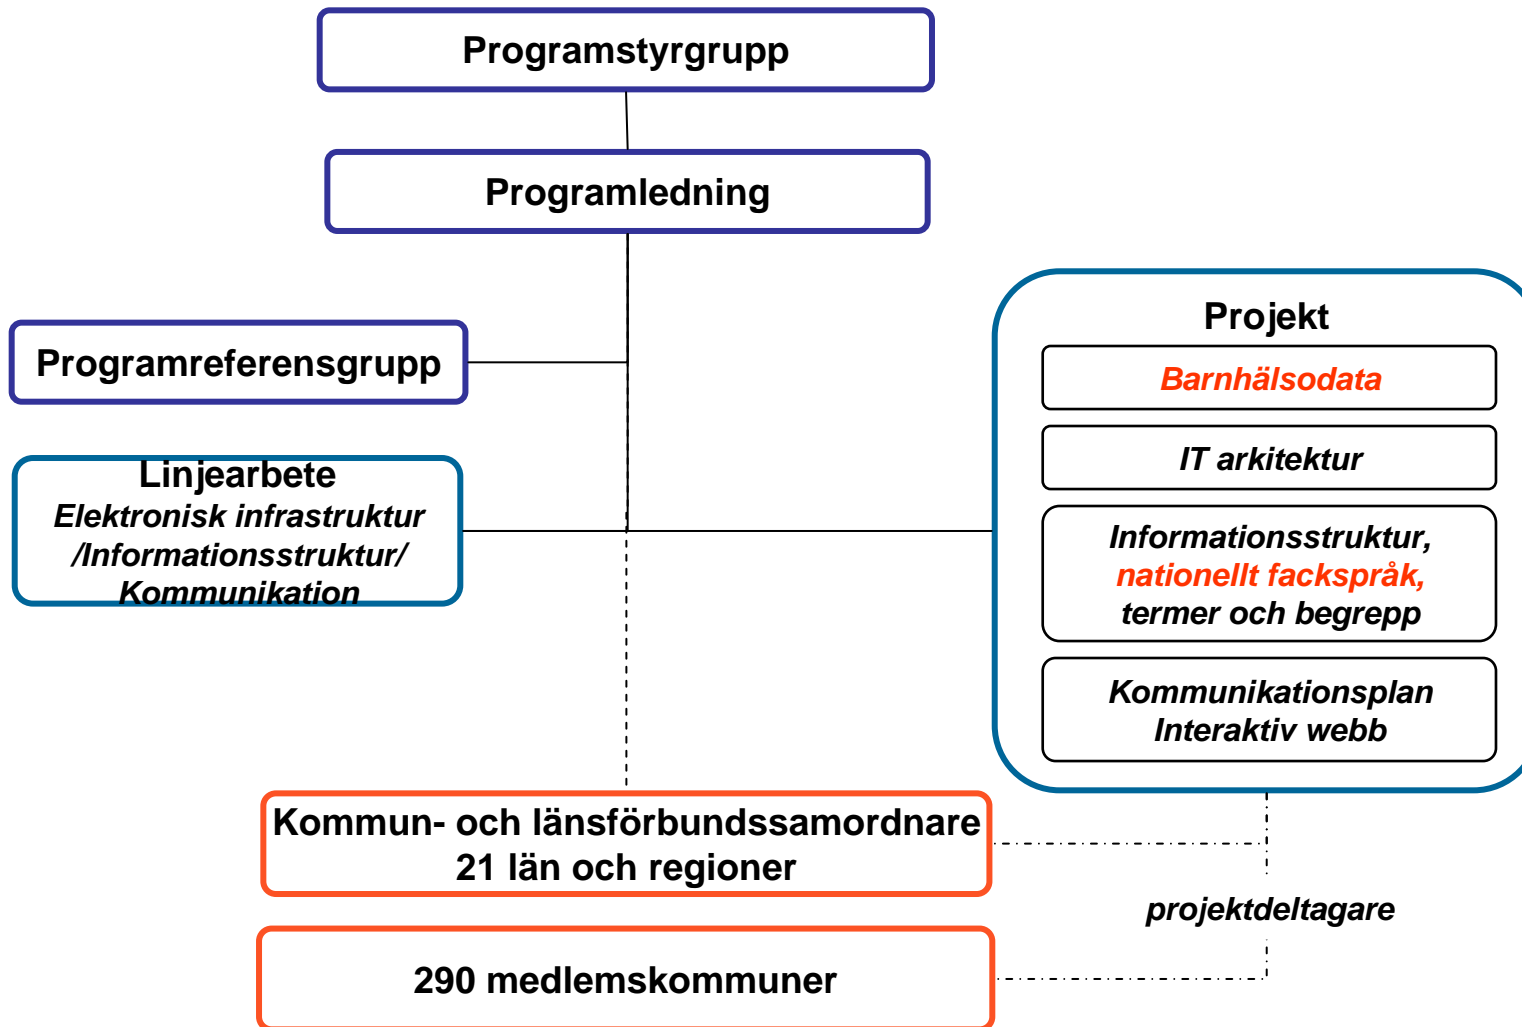 Programstyrgrupp
Programledning
Programreferensgrupp
Linjearbete
Elektronisk infrastruktur
/Informationsstruktur/
Kommunikation
Projekt
Barnhälsodata
IT arkitektur
Informationsstruktur,
nationellt fackspråk,
termer och begrepp
Kommunikationsplan
Interaktiv webb
Kommun- och länsförbundssamordnare
21 län och regioner
projektdeltagare
290 medlemskommuner